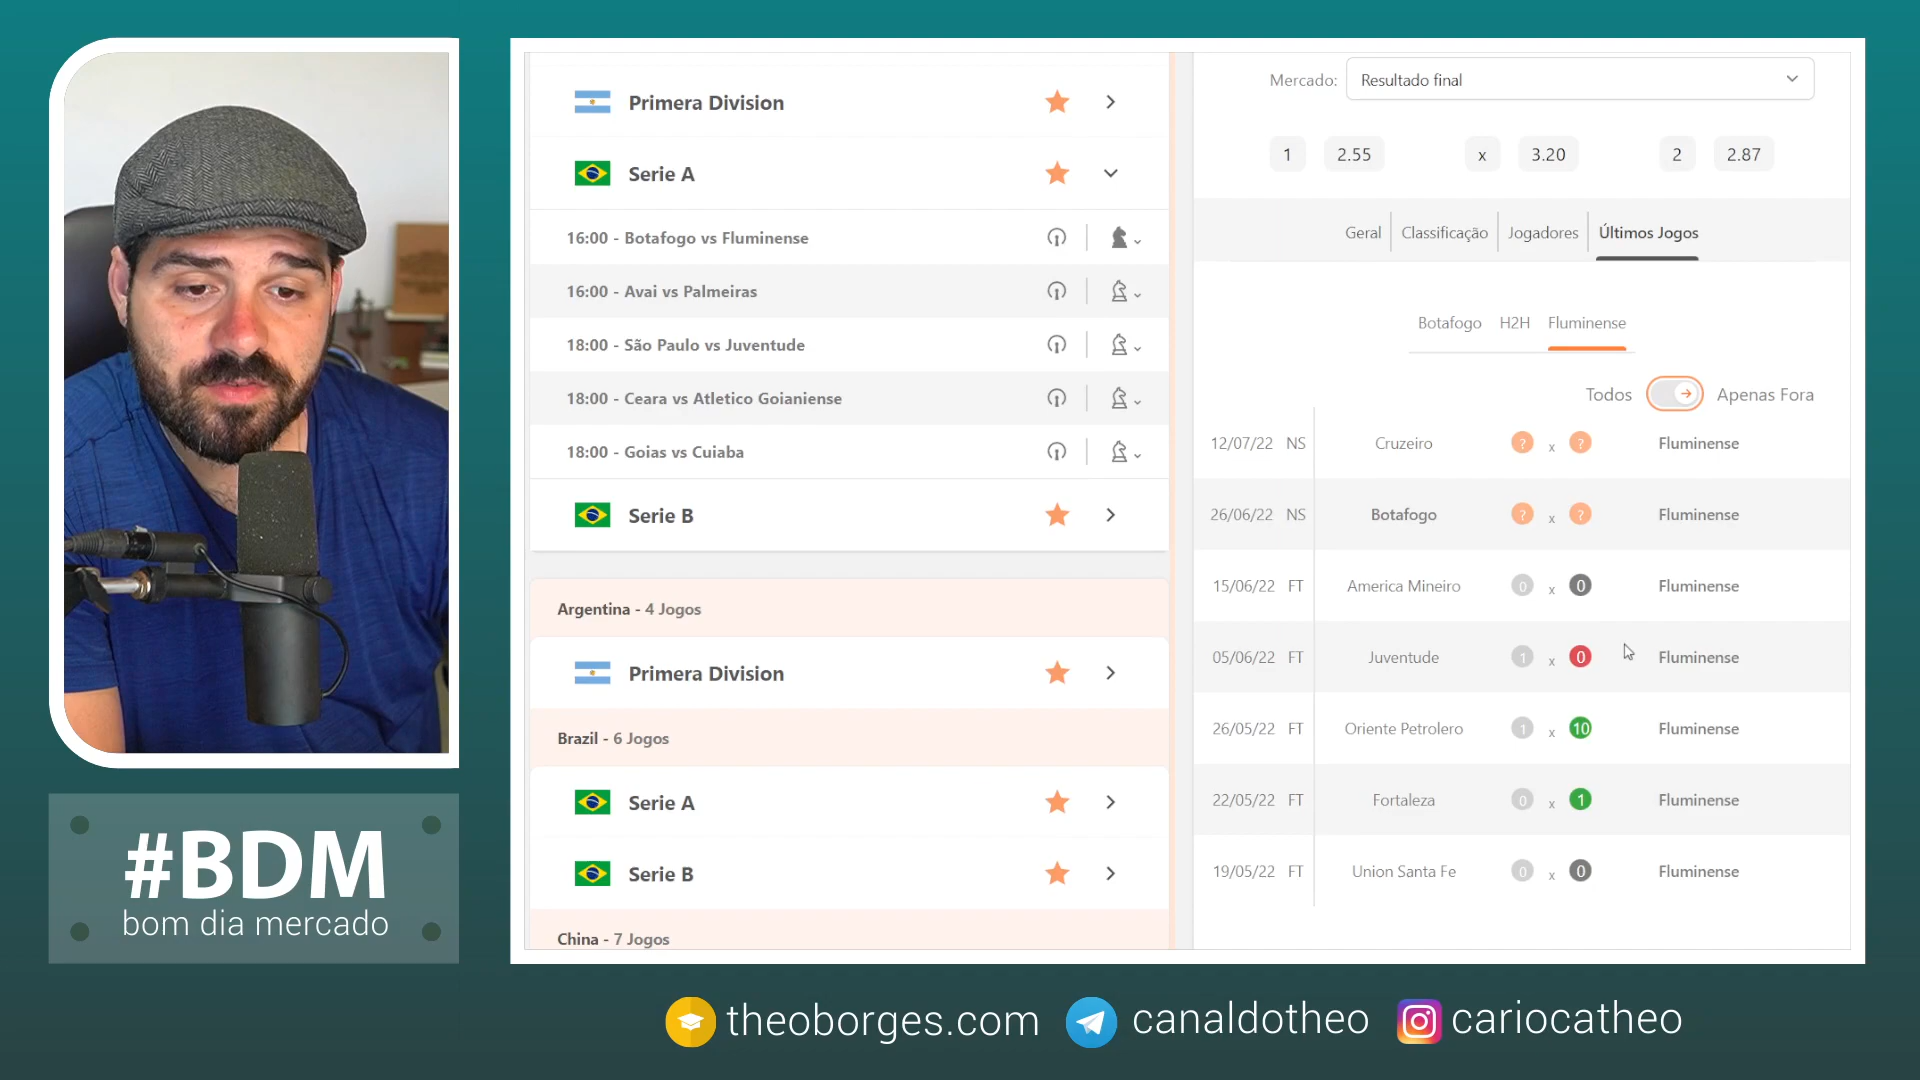 #BDM
bom dia mercado
Primera Division
Serie A
16:00 - Botafogo vs Fluminense
16:00 - Avai vs Palmeiras
18:00 - São Paulo vs Juventude
18:00 - Ceara vs Atletico Goianiense
18:00 - Goias vs Cuiaba
Serie B
Argentina - 4 Jogos
Primera Division
Brazil - 6 Jogos
Serie A
Serie B
China - 7 Jogos
Mercado: Resultado final
1 2.55 x 3.20 2 2.87
Geral Classificação Jogadores Últimos Jogos
Botafogo H2H Fluminense
Todos Apenas Fora
12/07/22 NS Cruzeiro ? x ? Fluminense
26/06/22 NS Botafogo ? x ? Fluminense
15/06/22 FT America Mineiro 0 x 0 Fluminense
05/06/22 FT Juventude 1 x 0 Fluminense
26/05/22 FT Oriente Petrolero 1 x 10 Fluminense
22/05/22 FT Fortaleza 0 x 1 Fluminense
19/05/22 FT Union Santa Fe 0 x 0 Fluminense
theoborges.com canaldotheo cariocatheo